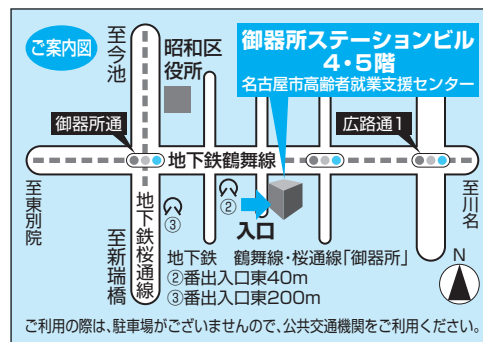 ご案内図
至今池
昭和区
役所
御器所ステーションビル
4・5階
名古屋市高齢者就業支援センター
御器所通
広路通1
地下鉄鶴舞線
至東別院
至新瑞橋
地下鉄桜通線
③
②
入口
至川名
N
地下鉄 鶴舞線・桜通線「御器所」
②番出入口東40m
③番出入口東200m
ご利用の際は、駐車場がございませんので、公共交通機関をご利用ください。